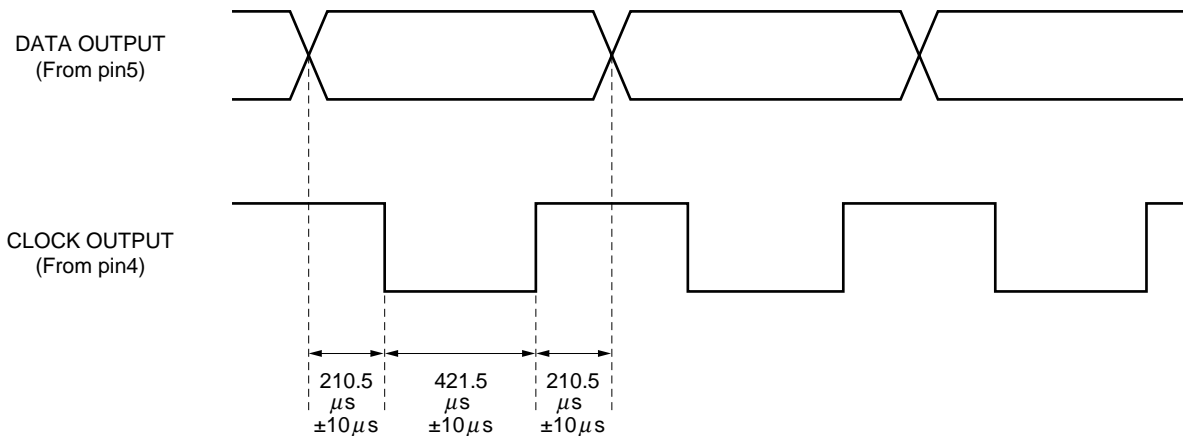 DATA OUTPUT
(From pin5)
CLOCK OUTPUT
(From pin4)
210.5
μs
±10μs
421.5
μs
±10μs
210.5
μs
±10μs